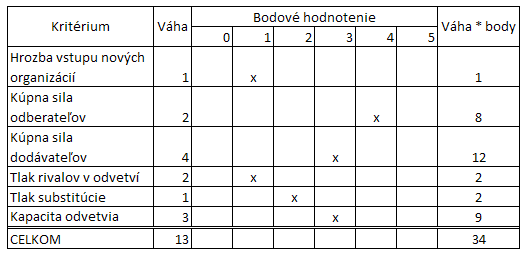 Kritérium Váha Bodové hodnotenie Váha * body
0 1 2 3 4 5
Hrozba vstupu nových
organizácií 1 x 1
Kúpna sila
odberateľov 2 x 8
Kúpna sila
dodávateľov 4 x 12
Tlak rivalov v odvetví 2 x 2
Tlak substitúcie 1 x 2
Kapacita odvetvia 3 x 9
CELKOM 13 34